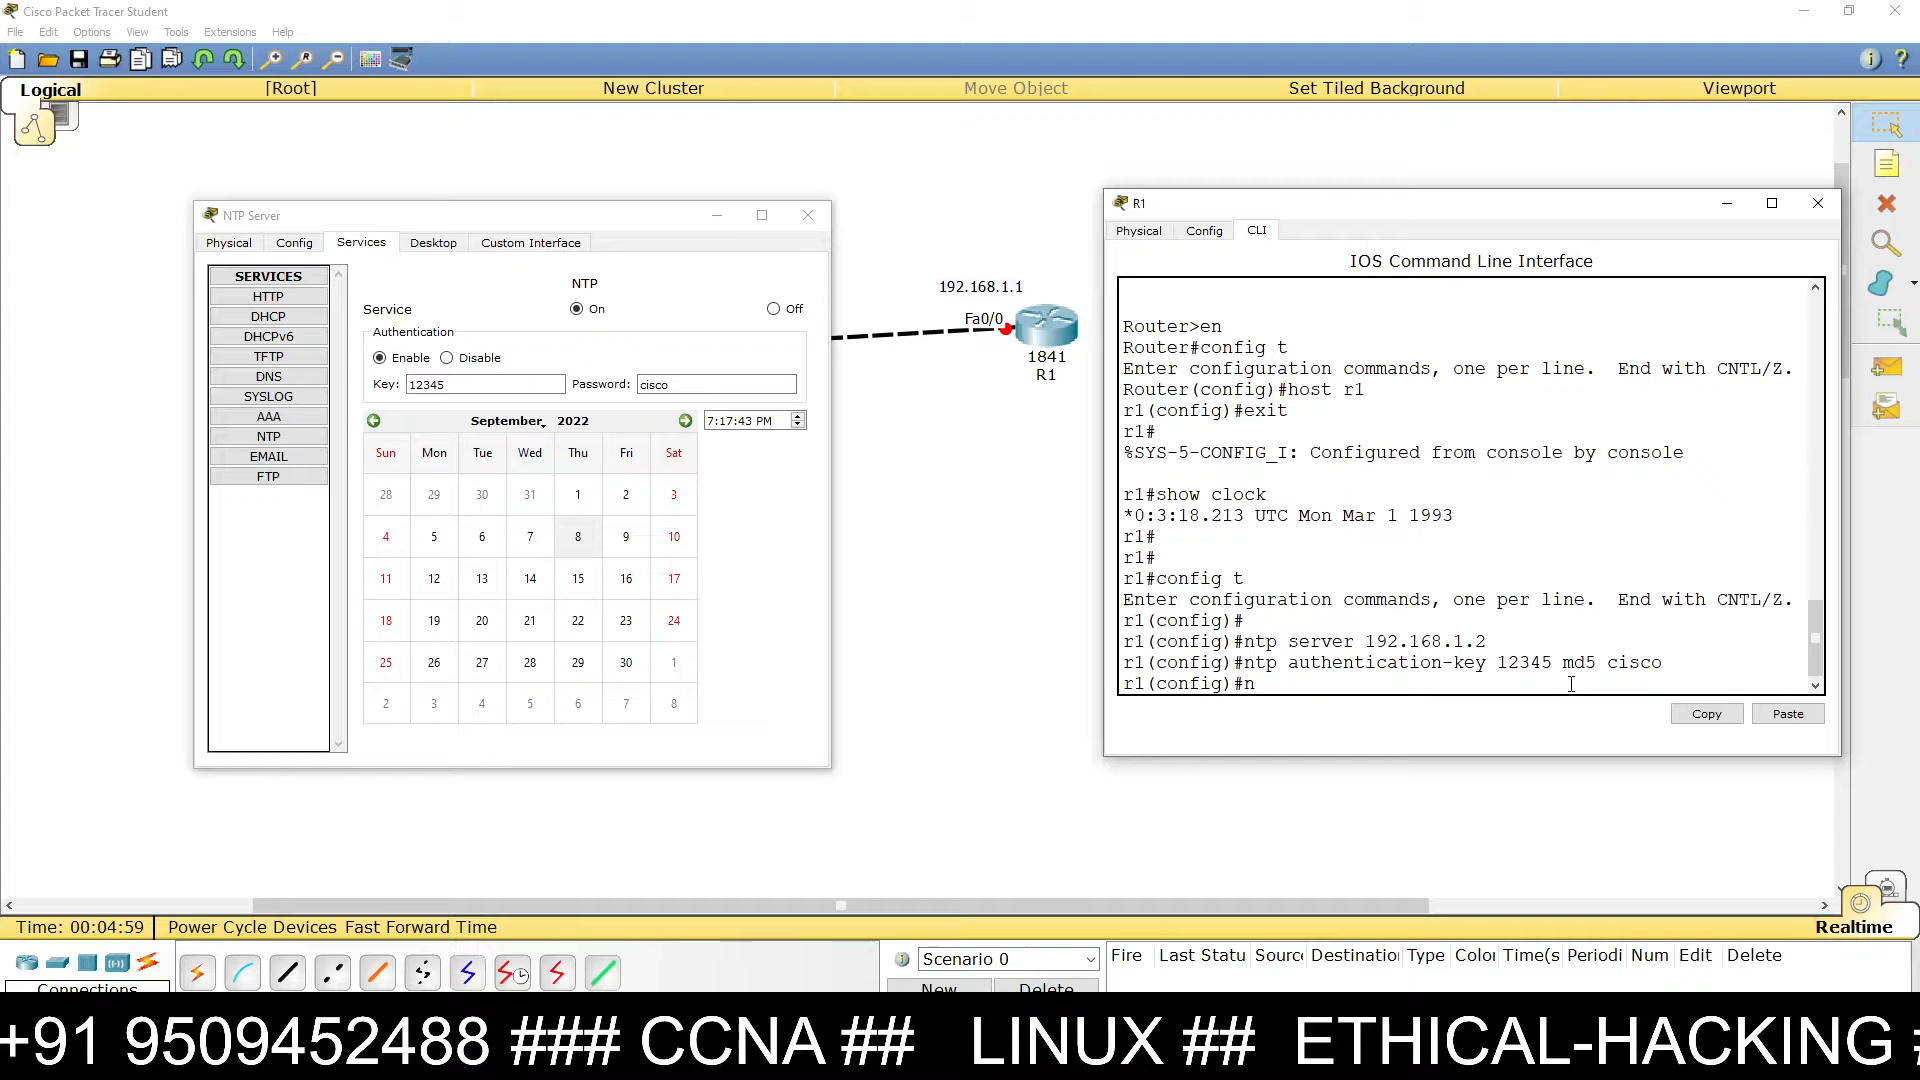 Cisco Packet Tracer Student
File Edit Options View Tools Extensions Help
Logical [Root] New Cluster Move Object Set Tiled Background Viewport
NTP Server
Physical Config Services Desktop Custom Interface
SERVICES
HTTP
DHCP
DHCPv6
TFTP
DNS
SYSLOG
AAA
NTP
EMAIL
FTP
NTP
Service On Off
Authentication
Enable Disable
Key: 12345 Password: cisco
September, 2022 7:17:43 PM
Sun Mon Tue Wed Thu Fri Sat
28 29 30 31 1 2 3
4 5 6 7 8 9 10
11 12 13 14 15 16 17
18 19 20 21 22 23 24
25 26 27 28 29 30 1
2 3 4 5 6 7 8
192.168.1.1
Fa0/0
1841
R1
R1
Physical Config CLI
IOS Command Line Interface
Router>en
Router#config t
Enter configuration commands, one per line. End with CNTL/Z.
Router(config)#host r1
r1(config)#exit
r1#
%SYS-5-CONFIG_I: Configured from console by console
r1#show clock
*0:3:18.213 UTC Mon Mar 1 1993
r1#
r1#
r1#config t
Enter configuration commands, one per line. End with CNTL/Z.
r1(config)#
r1(config)#ntp server 192.168.1.2
r1(config)#ntp authentication-key 12345 md5 cisco
r1(config)#n
Copy Paste
Time: 00:04:59 Power Cycle Devices Fast Forward Time Realtime
Connections
Scenario 0
New Delete
Fire Last Statu Sourc Destination Type Color Time(s Periodi Num Edit Delete
+91 9509452488 ### CCNA ## LINUX ## ETHICAL-HACKING #